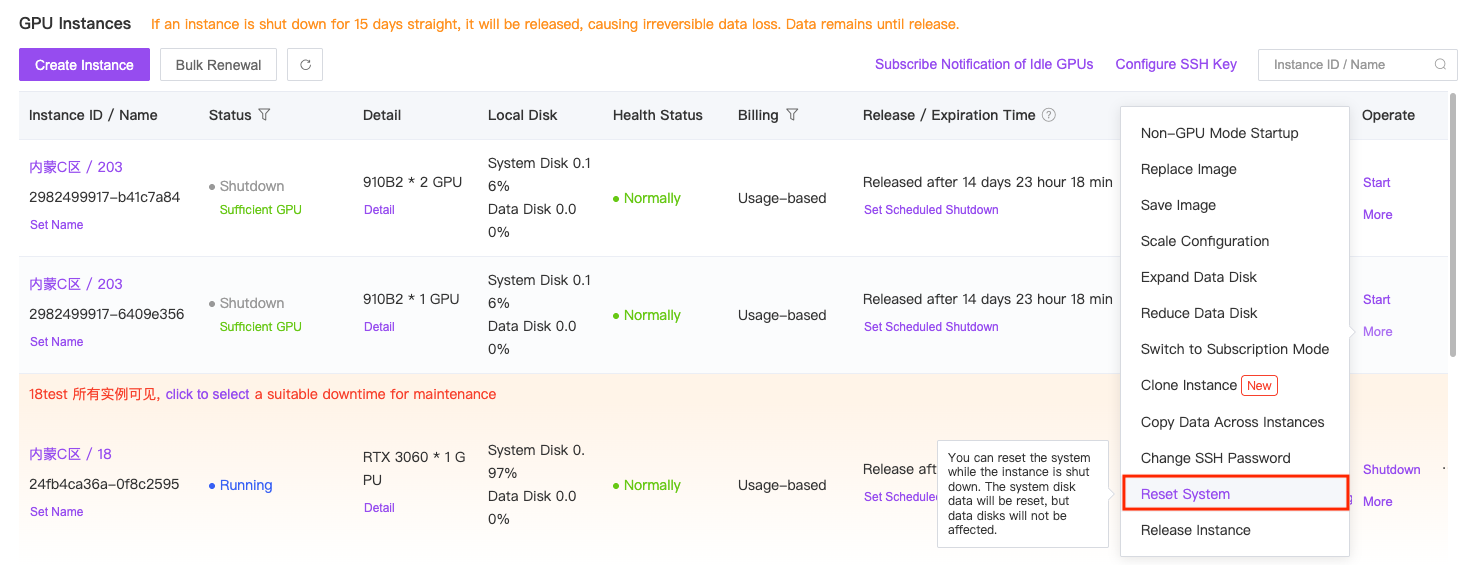 GPU Instances If an instance is shut down for 15 days straight, it will be released, causing irreversible data loss. Data remains until release.
Create Instance Bulk Renewal Subscribe Notification of Idle GPUs Configure SSH Key Instance ID / Name
Instance ID / Name Status Detail Local Disk Health Status Billing Release / Expiration Time Operate
内蒙C区 / 203
2982499917-b41c7a84
Set Name
Shutdown
Sufficient GPU
910B2 * 2 GPU
Detail
System Disk 0.1
6%
Data Disk 0.0
0%
Normally
Usage-based
Released after 14 days 23 hour 18 min
Set Scheduled Shutdown
Start
More
内蒙C区 / 203
2982499917-6409e356
Set Name
Shutdown
Sufficient GPU
910B2 * 1 GPU
Detail
System Disk 0.1
6%
Data Disk 0.0
0%
Normally
Usage-based
Released after 14 days 23 hour 18 min
Set Scheduled Shutdown
Start
More
18test 所有实例可见, click to select a suitable downtime for maintenance
内蒙C区 / 18
24fb4ca36a-0f8c2595
Set Name
Running
RTX 3060 * 1 G
PU
Detail
System Disk 0.
97%
Data Disk 0.0
0%
Normally
Usage-based
Release aft
Set Schedule
Shutdown
More
You can reset the system
while the instance is shut
down. The system disk
data will be reset, but
data disks will not be
affected.
Non-GPU Mode Startup
Replace Image
Save Image
Scale Configuration
Expand Data Disk
Reduce Data Disk
Switch to Subscription Mode
Clone Instance New
Copy Data Across Instances
Change SSH Password
Reset System
Release Instance